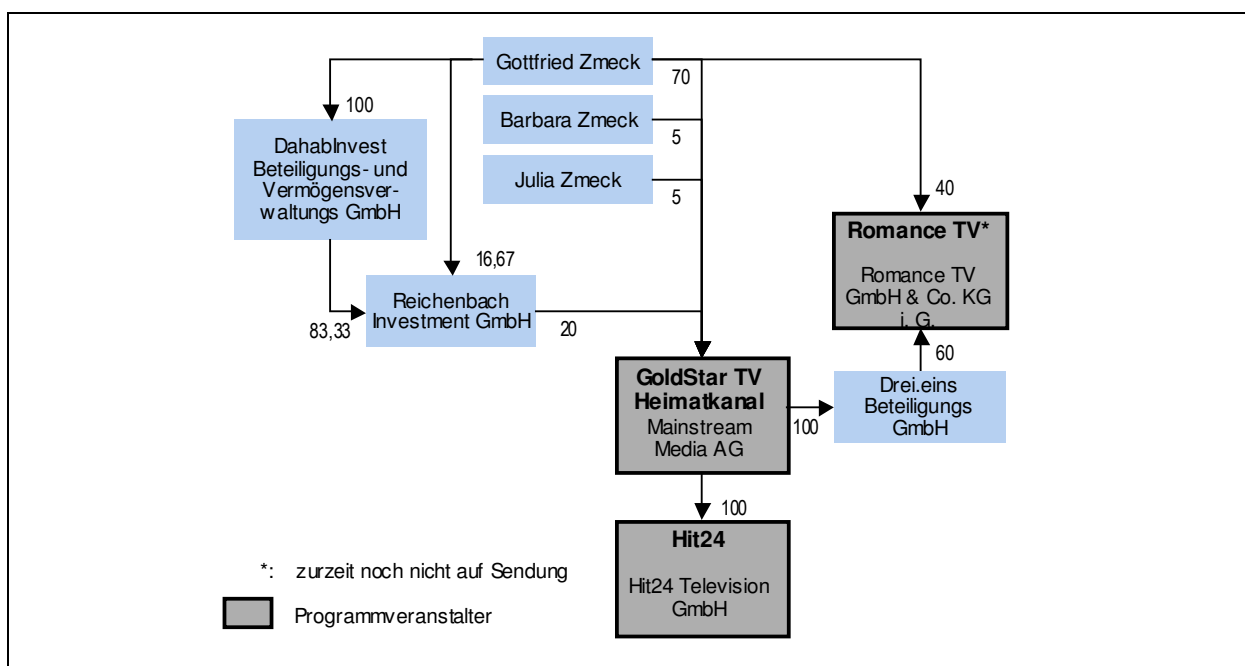 Gottfried Zmeck
70
100
Barbara Zmeck
5
DahabInvest
Beteiligungs- und
Vermögensver-
waltungs GmbH
Julia Zmeck
5
40
Romance TV*
Romance TV
GmbH & Co. KG
i. G.
16,67
Reichenbach
Investment GmbH
83,33
20
60
GoldStar TV
Heimatkanal
Mainstream
Media AG
100
Drei.eins
Beteiligungs
GmbH
100
Hit24
Hit24 Television
GmbH
*: zurzeit noch nicht auf Sendung
Programmveranstalter